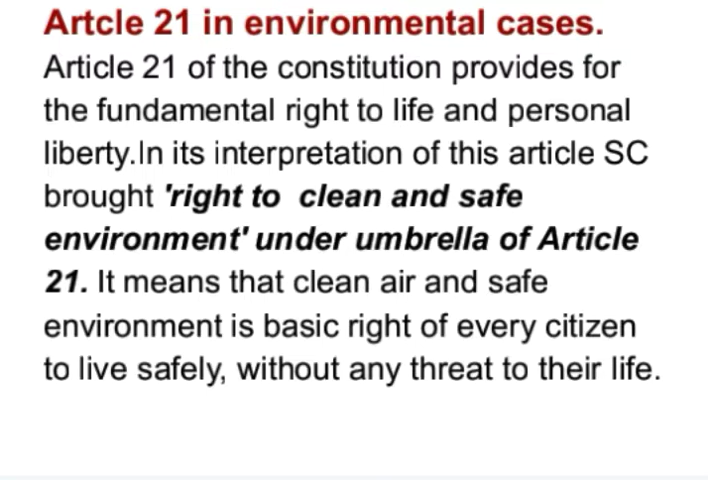 Artcle 21 in environmental cases.
Article 21 of the constitution provides for
the fundamental right to life and personal
liberty.In its interpretation of this article SC
brought 'right to  clean and safe
environment' under umbrella of Article
21. It means that clean air and safe
environment is basic right of every citizen
to live safely, without any threat to their life.